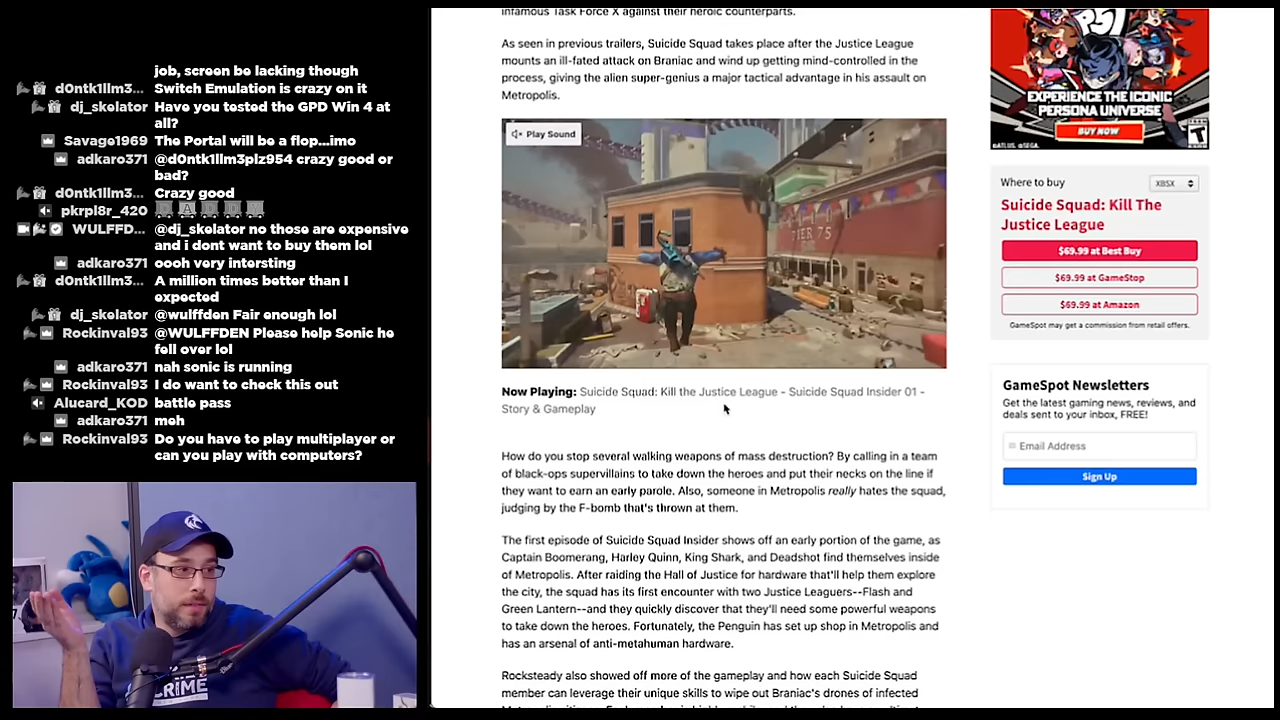 job, screen be lacking though
d0ntk1llm3... Switch Emulation is crazy on it
dj_skelator Have you tested the GPD Win 4 at
all?
Savage1969 The Portal will be a flop...imo
adkaro371 @d0ntk1llm3plz954 crazy good or
bad?
d0ntk1llm3... Crazy good
pkrpl8r_420
WULFFD... @dj_skelator no those are expensive
and i dont want to buy them lol
adkaro371 oooh very intersting
d0ntk1llm3... A million times better than I
expected
dj_skelator @wulffden Fair enough lol
Rockinval93 @WULFFDEN Please help Sonic he
fell over lol
adkaro371 nah sonic is running
Rockinval93 I do want to check this out
Alucard_KOD battle pass
adkaro371 meh
Rockinval93 Do you have to play multiplayer or
can you play with computers?
CRIME
infamous Task Force X against their heroic counterparts.
As seen in previous trailers, Suicide Squad takes place after the Justice League
mounts an ill-fated attack on Braniac and wind up getting mind-controlled in the
process, giving the alien super-genius a major tactical advantage in his assault on
Metropolis.
Play Sound
PIER 75
Now Playing: Suicide Squad: Kill the Justice League - Suicide Squad Insider 01 -
Story & Gameplay
How do you stop several walking weapons of mass destruction? By calling in a team
of black-ops supervillains to take down the heroes and put their necks on the line if
they want to earn an early parole. Also, someone in Metropolis really hates the squad,
judging by the F-bomb that's thrown at them.
The first episode of Suicide Squad Insider shows off an early portion of the game, as
Captain Boomerang, Harley Quinn, King Shark, and Deadshot find themselves inside
of Metropolis. After raiding the Hall of Justice for hardware that'll help them explore
the city, the squad has its first encounter with two Justice Leaguers--Flash and
Green Lantern--and they quickly discover that they'll need some powerful weapons
to take down the heroes. Fortunately, the Penguin has set up shop in Metropolis and
has an arsenal of anti-metahuman hardware.
Rocksteady also showed off more of the gameplay and how each Suicide Squad
member can leverage their unique skills to wipe out Braniac's drones of infected
EXPERIENCE THE ICONIC
PERSONA UNIVERSE
BUY NOW
T
©ATLUS. ©SEGA.
Where to buy
XBSX
Suicide Squad: Kill The
Justice League
$69.99 at Best Buy
$69.99 at GameStop
$69.99 at Amazon
GameSpot may get a commission from retail offers.
GameSpot Newsletters
Get the latest gaming news, reviews, and
deals sent to your inbox, FREE!
Email Address
Sign Up